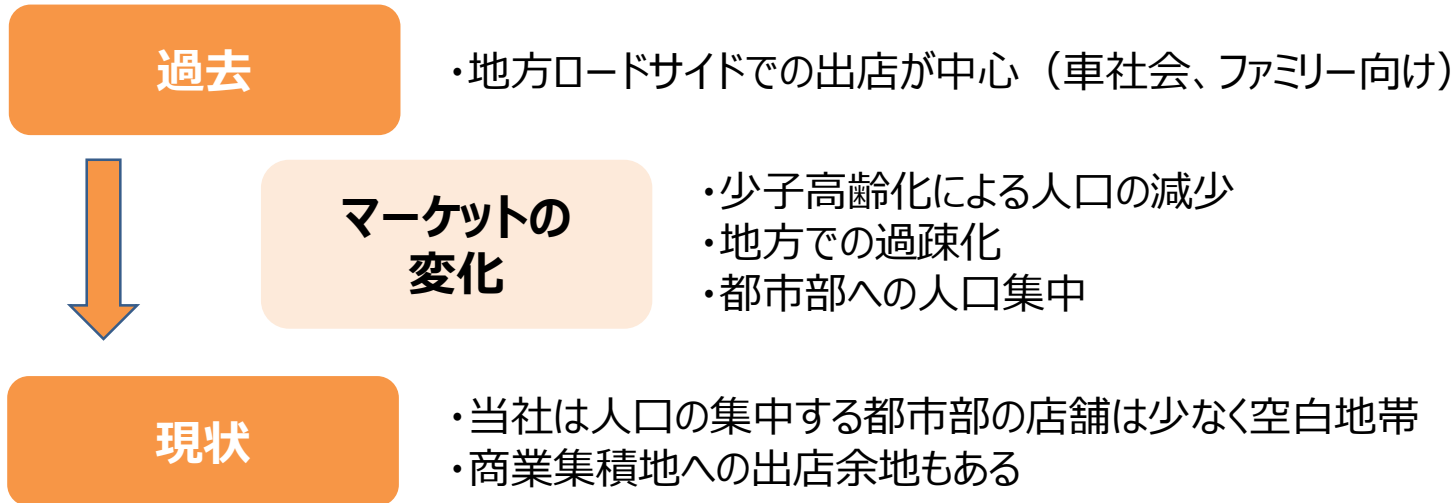 過去
・地方ロードサイドでの出店が中心（車社会、ファミリー向け）
マーケットの
変化
・少子高齢化による人口の減少
・地方での過疎化
・都市部への人口集中
現状
・当社は人口の集中する都市部の店舗は少なく空白地帯
・商業集積地への出店余地もある